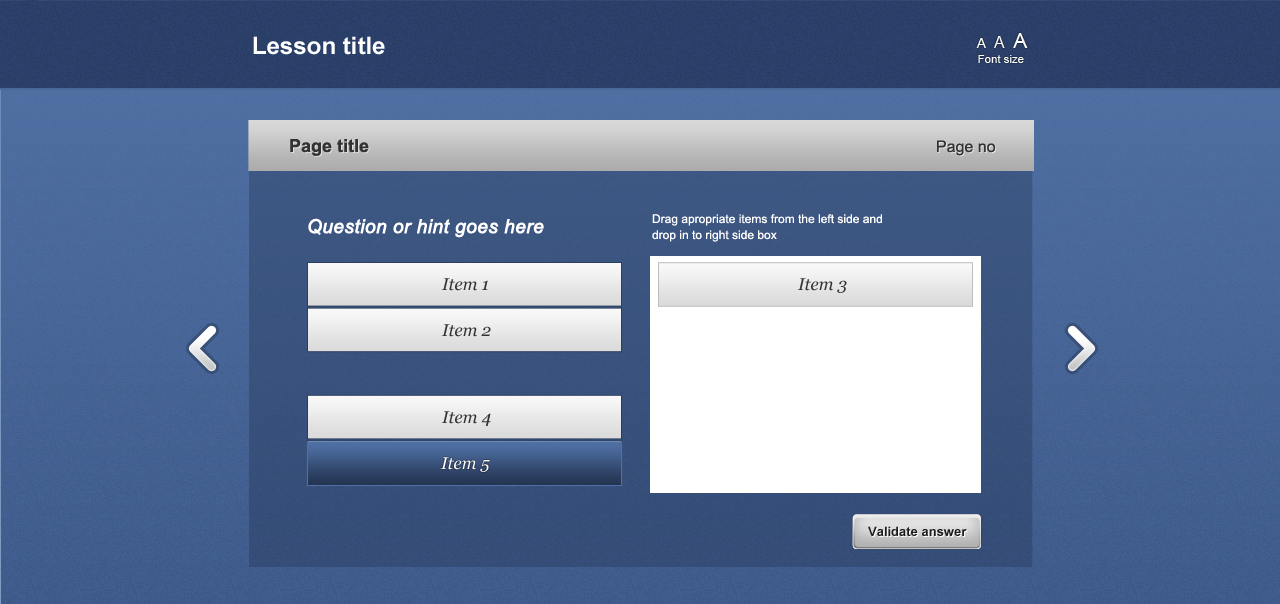 Lesson title
A A A
Font size
Page title
Page no
Question or hint goes here
Drag apropriate items from the left side and
drop in to right side box
Item 1
Item 2
Item 4
Item 5
Item 3
Validate answer